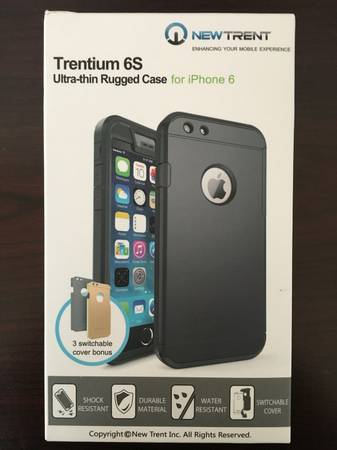 NEWTRENT
ENHANCING YOUR MOBILE EXPERIENCE
Trentium 6S
Ultra-thin Rugged Case for iPhone 6
3 switchable
cover bonus
SHOCK
RESISTANT
DURABLE
MATERIAL
WATER
RESISTANT
SWITCHABLE
COVER
Copyright©New Trent Inc. All Rights Reserved.